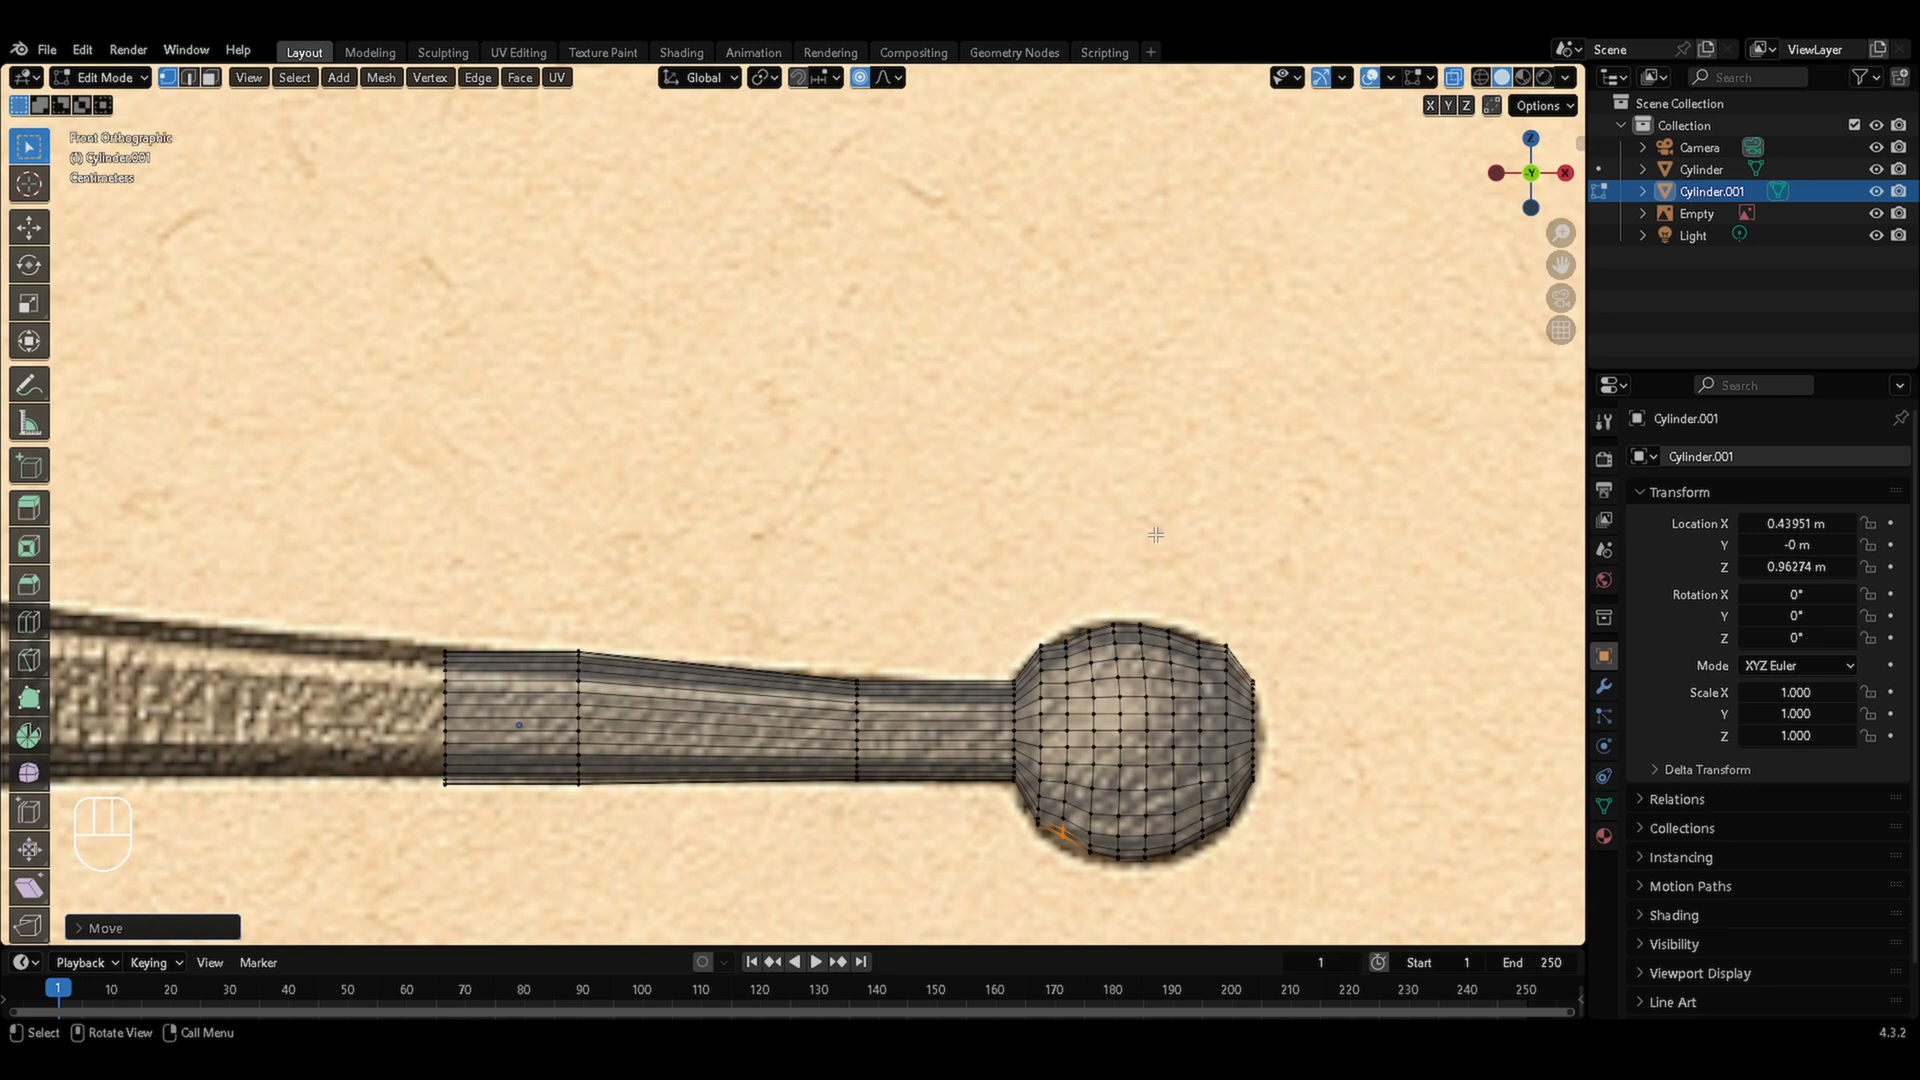 File Edit Render Window Help Layout Modeling Sculpting UV Editing Texture Paint Shading Animation Rendering Compositing Geometry Nodes Scripting Scene ViewLayer
Edit Mode View Select Add Mesh Vertex Edge Face UV Global Search
X Y Z Options
Front Orthographic
(1) Cylinder.001
Centimeters
Z
-Y
X
Scene Collection
Collection
Camera
Cylinder
Cylinder.001
Empty
Light
Search
Cylinder.001
Cylinder.001
Transform
Location X 0.43951 m
Y -0 m
Z 0.96274 m
Rotation X 0°
Y 0°
Z 0°
Mode XYZ Euler
Scale X 1.000
Y 1.000
Z 1.000
Delta Transform
Relations
Collections
Instancing
Motion Paths
Shading
Visibility
Viewport Display
Line Art
Move
Playback Keying View Marker 1 Start 1 End 250
1 10 20 30 40 50 60 70 80 90 100 110 120 130 140 150 160 170 180 190 200 210 220 230 240 250
Select Rotate View Call Menu 4.3.2